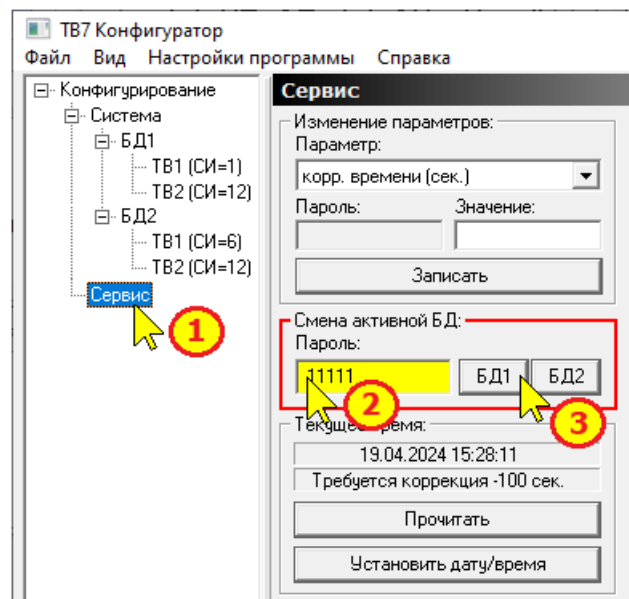 ТВ7 Конфигуратор
Файл Вид Настройки программы Справка
Конфигурирование
Система
БД1
ТВ1 (СИ=1)
ТВ2 (СИ=12)
БД2
ТВ1 (СИ=6)
ТВ2 (СИ=12)
Сервис
1
Сервис
Изменение параметров:
Параметр:
корр. времени (сек.)
Пароль: Значение:
Записать
Смена активной БД:
Пароль:
11111 БД1 БД2
2 3
Текущее время:
19.04.2024 15:28:11
Требуется коррекция -100 сек.
Прочитать
Установить дату/время